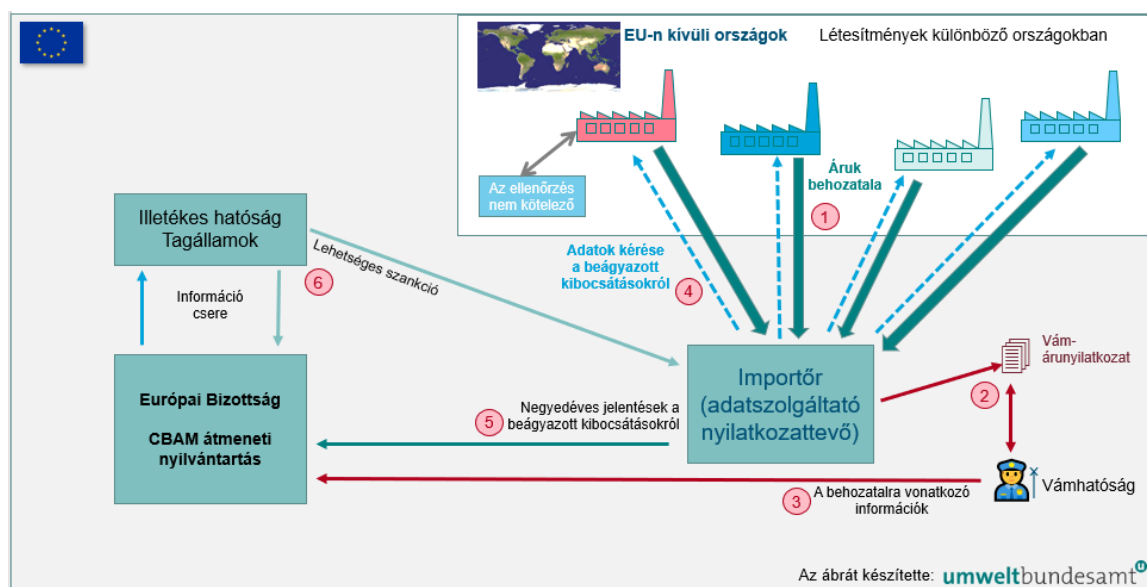 EU-n kívüli országok
Létesítmények különböző országokban
Az ellenőrzés
nem kötelező
Áruk
behozatala
1
Illetékes hatóság
Tagállamok
Lehetséges szankció
6
Adatok kérése
a beágyazott
kibocsátásokról
4
Információ
csere
Európai Bizottság
CBAM átmeneti
nyilvántartás
Importőr
(adatszolgáltató
nyilatkozattevő)
Vám-
árunyilatkozat
2
5
Negyedéves jelentések a
beágyazott kibocsátásokról
3
A behozatalra vonatkozó
információk
Vámhatóság
Az ábrát készítette:
umweltbundesamt